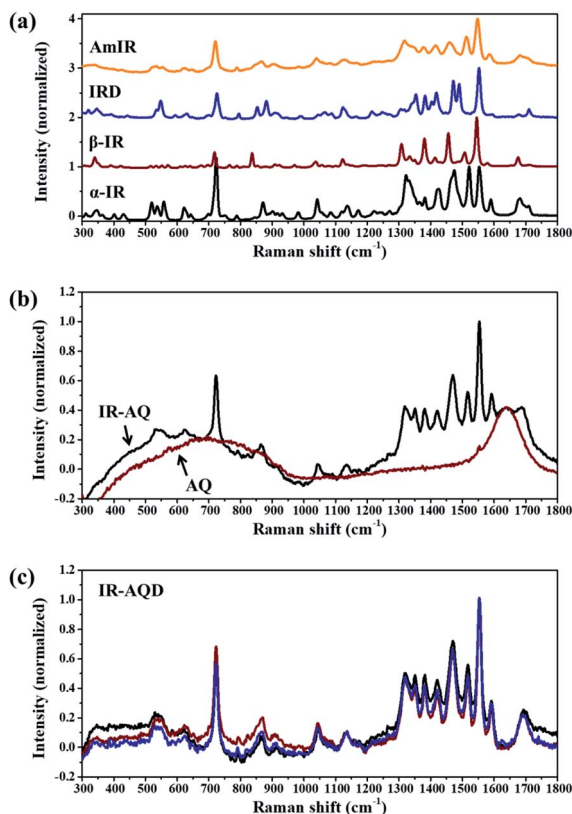 (a)
4
AmIR
3
IRD
2
β-IR
1
α-IR
0
Intensity (normalized)
300 400 500 600 700 800 900 1000 1100 1200 1300 1400 1500 1600 1700 1800
Raman shift (cm⁻¹)
(b)
1.2
1.0
0.8
0.6
0.4
0.2
0.0
-0.2
Intensity (normalized)
IR-AQ
AQ
300 400 500 600 700 800 900 1000 1100 1200 1300 1400 1500 1600 1700 1800
Raman shift (cm⁻¹)
(c)
IR-AQD
1.2
1.0
0.8
0.6
0.4
0.2
0.0
-0.2
Intensity (normalized)
300 400 500 600 700 800 900 1000 1100 1200 1300 1400 1500 1600 1700 1800
Raman shift (cm⁻¹)